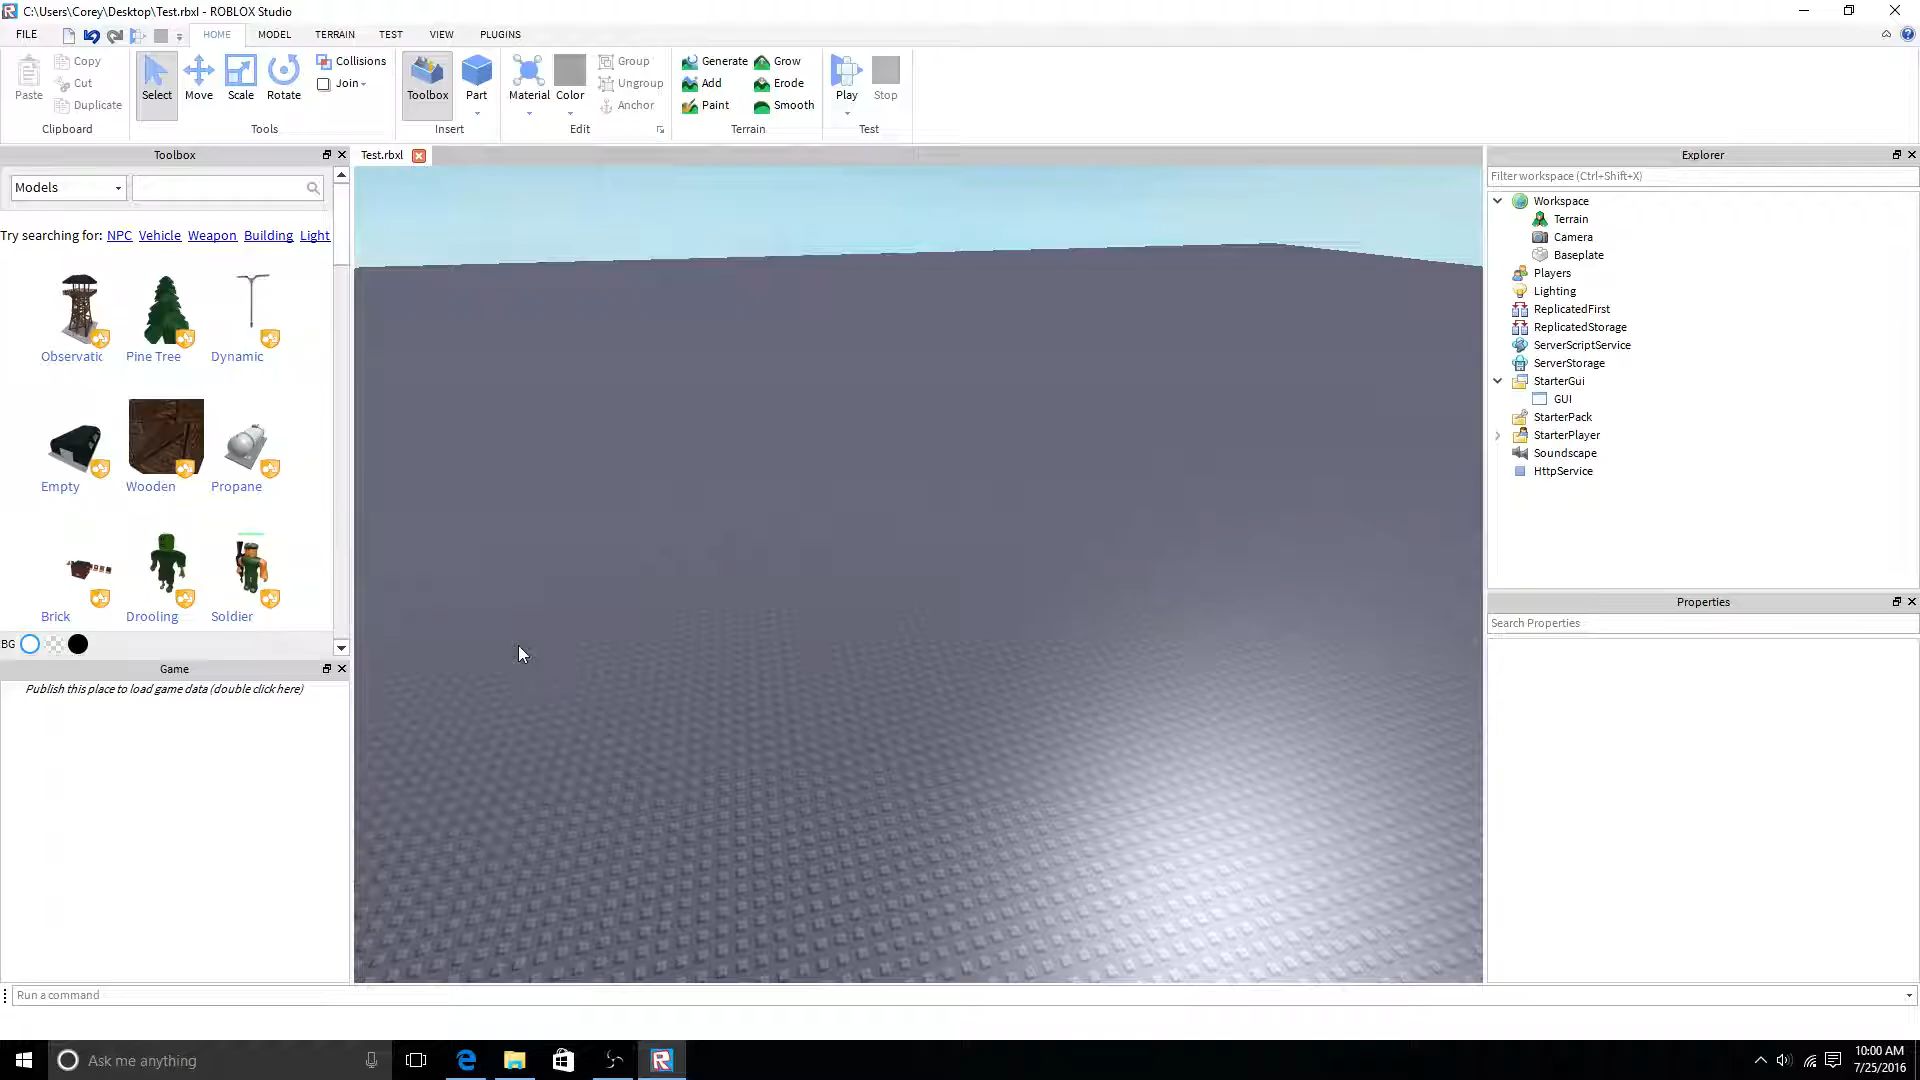 C:\Users\Corey\Desktop\Test.rbxl - ROBLOX Studio
FILE HOME MODEL TERRAIN TEST VIEW PLUGINS
Paste Copy Cut Duplicate
Clipboard
Select Move Scale Rotate Collisions Join
Tools
Toolbox Part
Insert
Material Color Group Ungroup Anchor
Edit
Generate Add Paint Grow Erode Smooth
Terrain
Play Stop
Test
Toolbox
Models
Try searching for: NPC Vehicle Weapon Building Light
Observatic Pine Tree Dynamic
Empty Wooden Propane
Brick Drooling Soldier
BG
Game
Publish this place to load game data (double click here)
Test.rbxl
Explorer
Filter workspace (Ctrl+Shift+X)
Workspace
Terrain
Camera
Baseplate
Players
Lighting
ReplicatedFirst
ReplicatedStorage
ServerScriptService
ServerStorage
StarterGui
GUI
StarterPack
StarterPlayer
Soundscape
HttpService
Properties
Search Properties
Run a command
Ask me anything
10:00 AM
7/25/2016